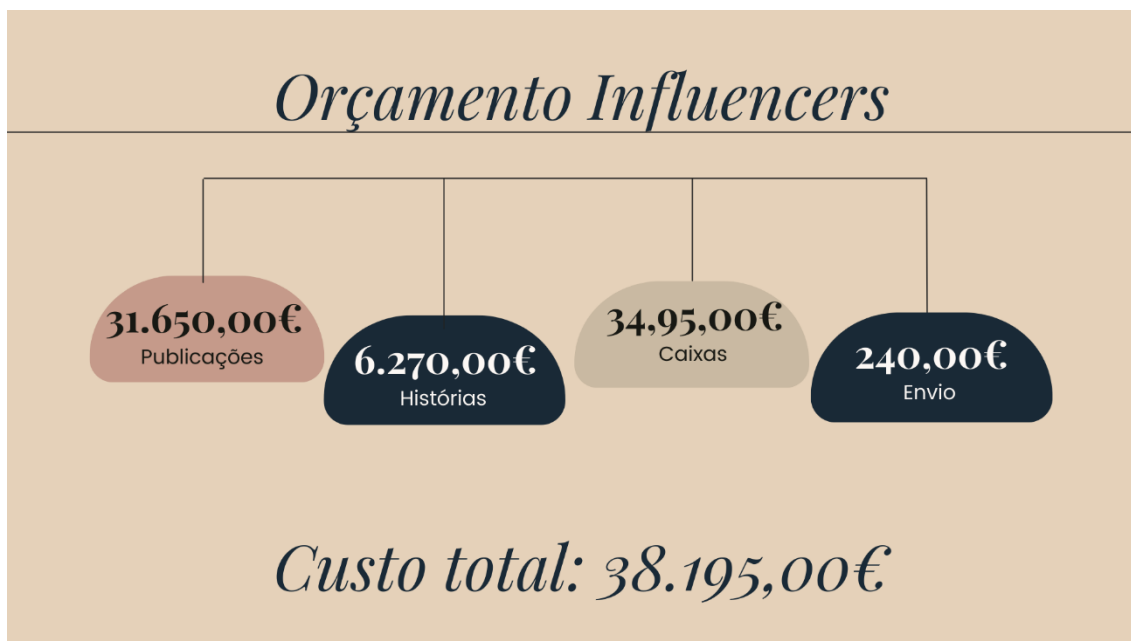 Orçamento Influencers
31.650,00€
Publicações
6.270,00€
Histórias
34,95,00€
Caixas
240,00€
Envio
Custo total: 38.195,00€